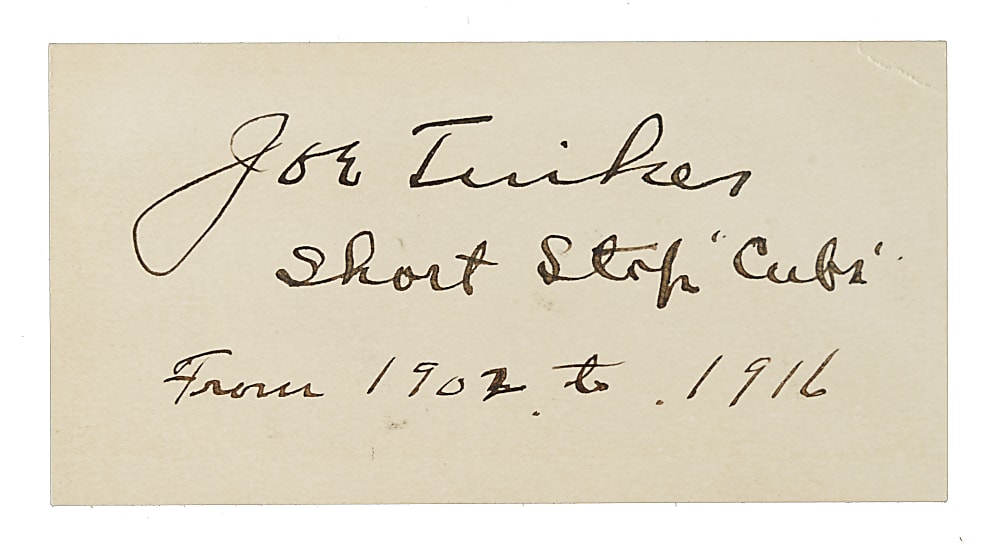 Joe Tinker
Short Stop "Cubs"
From 1902. to . 1916